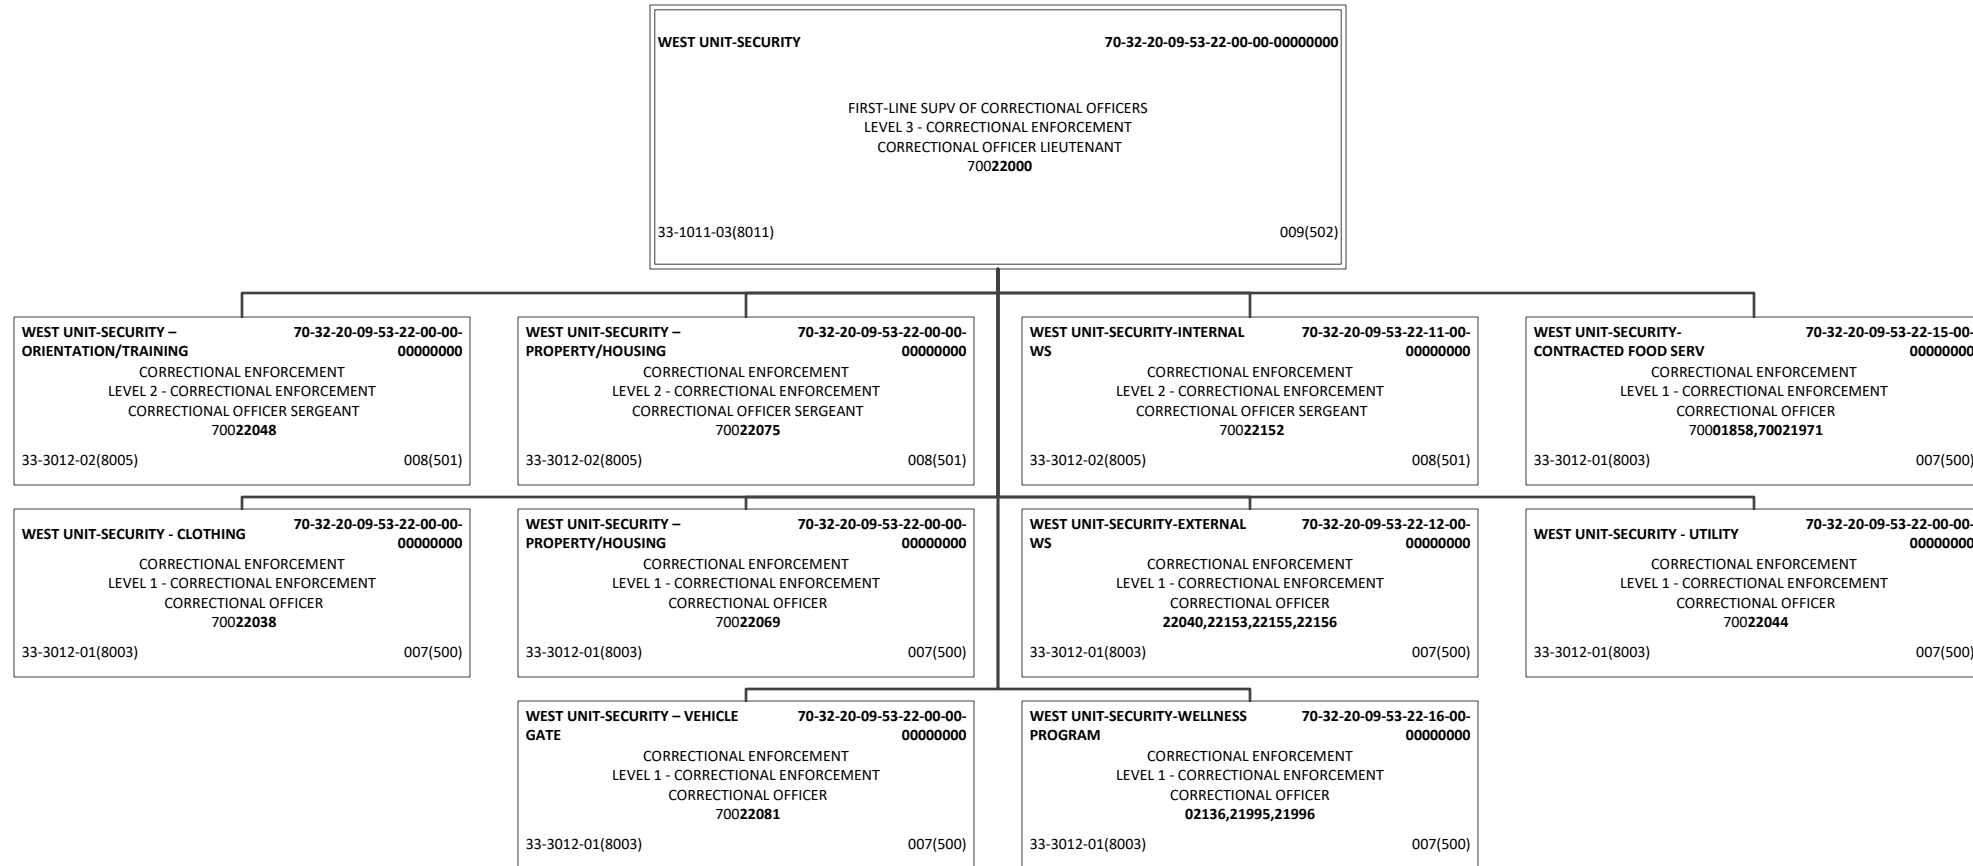 WEST UNIT-SECURITY 70-32-20-09-53-22-00-00-00000000
FIRST-LINE SUPV OF CORRECTIONAL OFFICERS
LEVEL 3 - CORRECTIONAL ENFORCEMENT
CORRECTIONAL OFFICER LIEUTENANT
70022000
33-1011-03(8011) 009(502)
WEST UNIT-SECURITY – 70-32-20-09-53-22-00-00-
ORIENTATION/TRAINING 00000000
CORRECTIONAL ENFORCEMENT
LEVEL 2 - CORRECTIONAL ENFORCEMENT
CORRECTIONAL OFFICER SERGEANT
70022048
33-3012-02(8005) 008(501)
WEST UNIT-SECURITY – 70-32-20-09-53-22-00-00-
PROPERTY/HOUSING 00000000
CORRECTIONAL ENFORCEMENT
LEVEL 2 - CORRECTIONAL ENFORCEMENT
CORRECTIONAL OFFICER SERGEANT
70022075
33-3012-02(8005) 008(501)
WEST UNIT-SECURITY-INTERNAL 70-32-20-09-53-22-11-00-
WS 00000000
CORRECTIONAL ENFORCEMENT
LEVEL 2 - CORRECTIONAL ENFORCEMENT
CORRECTIONAL OFFICER SERGEANT
70022152
33-3012-02(8005) 008(501)
WEST UNIT-SECURITY- 70-32-20-09-53-22-15-00-
CONTRACTED FOOD SERV 00000000
CORRECTIONAL ENFORCEMENT
LEVEL 1 - CORRECTIONAL ENFORCEMENT
CORRECTIONAL OFFICER
70001858,70021971
33-3012-01(8003) 007(500)
WEST UNIT-SECURITY - CLOTHING 70-32-20-09-53-22-00-00-
00000000
CORRECTIONAL ENFORCEMENT
LEVEL 1 - CORRECTIONAL ENFORCEMENT
CORRECTIONAL OFFICER
70022038
33-3012-01(8003) 007(500)
WEST UNIT-SECURITY – 70-32-20-09-53-22-00-00-
PROPERTY/HOUSING 00000000
CORRECTIONAL ENFORCEMENT
LEVEL 1 - CORRECTIONAL ENFORCEMENT
CORRECTIONAL OFFICER
70022069
33-3012-01(8003) 007(500)
WEST UNIT-SECURITY-EXTERNAL 70-32-20-09-53-22-12-00-
WS 00000000
CORRECTIONAL ENFORCEMENT
LEVEL 1 - CORRECTIONAL ENFORCEMENT
CORRECTIONAL OFFICER
22040,22153,22155,22156
33-3012-01(8003) 007(500)
WEST UNIT-SECURITY - UTILITY 70-32-20-09-53-22-00-00-
00000000
CORRECTIONAL ENFORCEMENT
LEVEL 1 - CORRECTIONAL ENFORCEMENT
CORRECTIONAL OFFICER
70022044
33-3012-01(8003) 007(500)
WEST UNIT-SECURITY – VEHICLE 70-32-20-09-53-22-00-00-
GATE 00000000
CORRECTIONAL ENFORCEMENT
LEVEL 1 - CORRECTIONAL ENFORCEMENT
CORRECTIONAL OFFICER
70022081
33-3012-01(8003) 007(500)
WEST UNIT-SECURITY-WELLNESS 70-32-20-09-53-22-16-00-
PROGRAM 00000000
CORRECTIONAL ENFORCEMENT
LEVEL 1 - CORRECTIONAL ENFORCEMENT
CORRECTIONAL OFFICER
02136,21995,21996
33-3012-01(8003) 007(500)